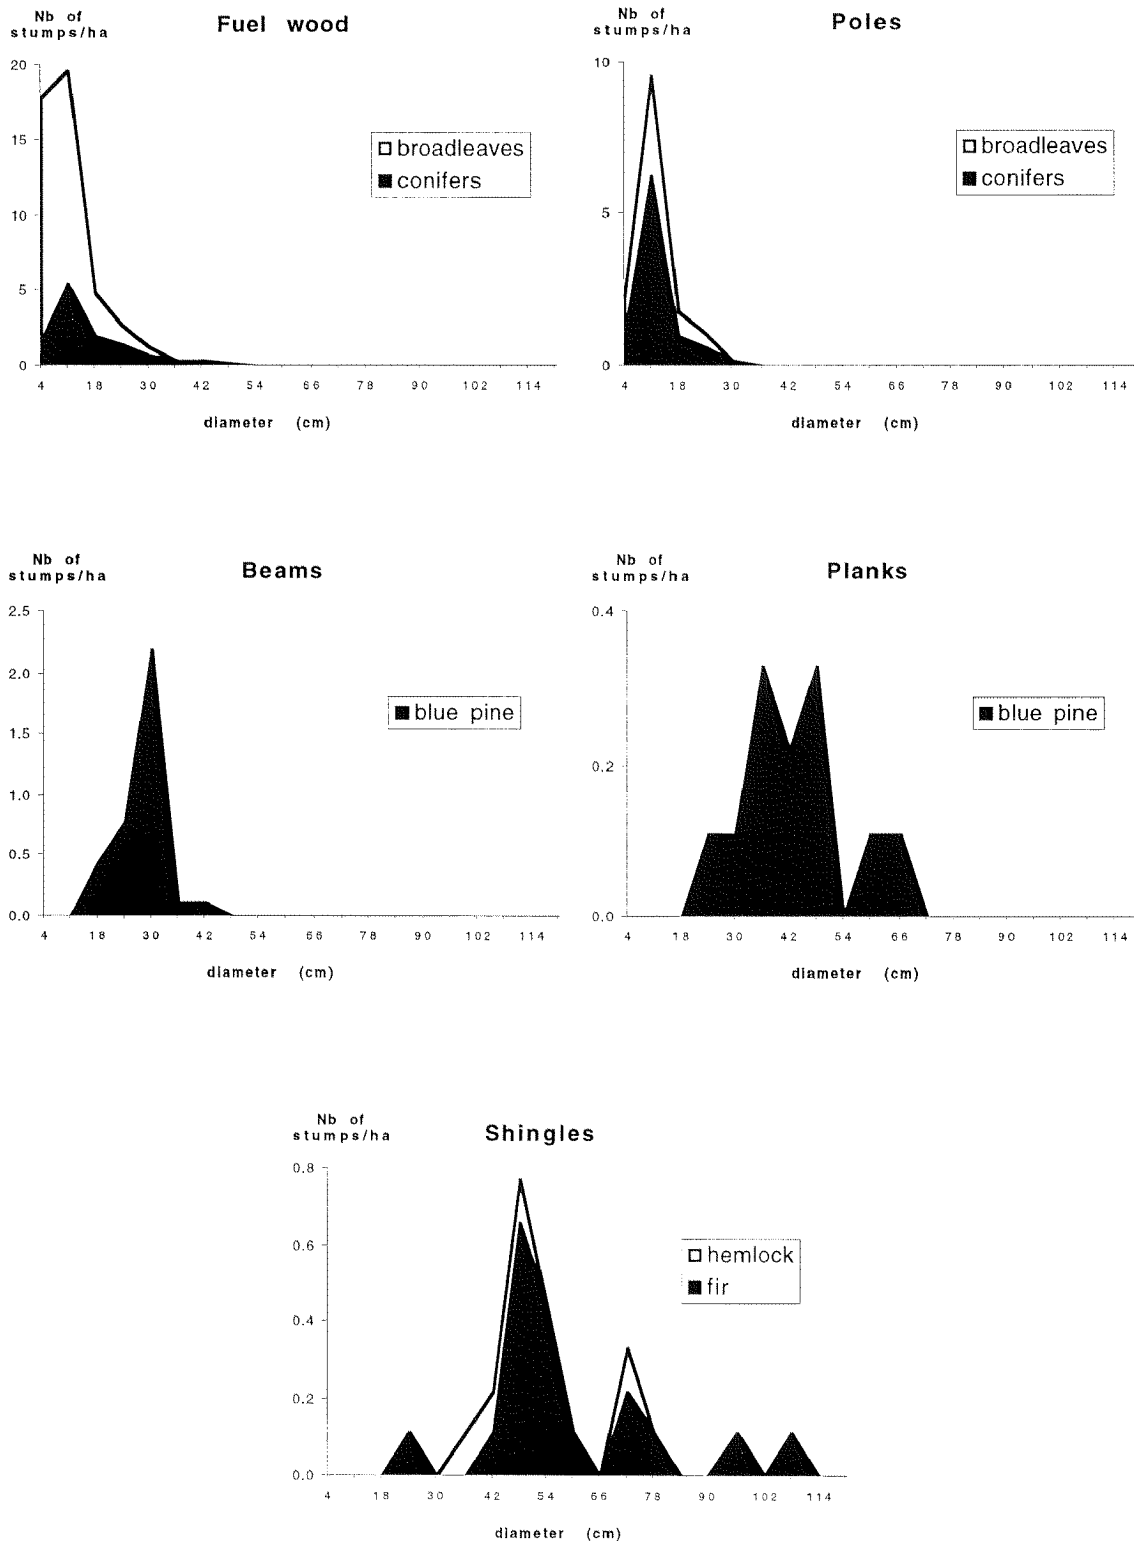 Nb of
stumps/ha
Fuel wood
20
15
10
5
0
broadleaves
conifers
4 18 30 42 54 66 78 90 102 114
diameter (cm)
Nb of
stumps/ha
Poles
10
5
0
broadleaves
conifers
4 18 30 42 54 66 78 90 102 114
diameter (cm)
Nb of
stumps/ha
Beams
2.5
2.0
1.5
1.0
0.5
0.0
blue pine
4 18 30 42 54 66 78 90 102 114
diameter (cm)
Nb of
stumps/ha
Planks
0.4
0.2
0.0
blue pine
4 18 30 42 54 66 78 90 102 114
diameter (cm)
Nb of
stumps/ha
Shingles
0.8
0.6
0.4
0.2
0.0
hemlock
fir
4 18 30 42 54 66 78 90 102 114
diameter (cm)